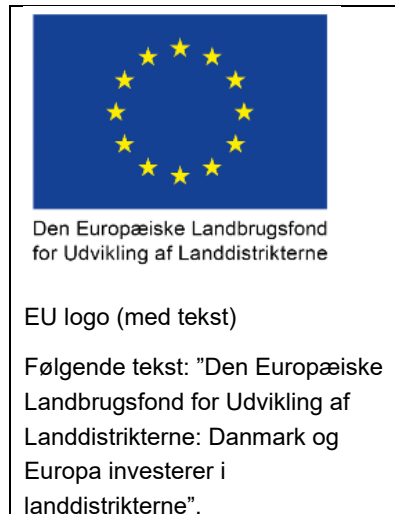 Den Europæiske Landbrugsfond
for Udvikling af Landdistrikterne
EU logo (med tekst)
Følgende tekst: ”Den Europæiske
Landbrugsfond for Udvikling af
Landdistrikterne: Danmark og
Europa investerer i
landdistrikterne”.